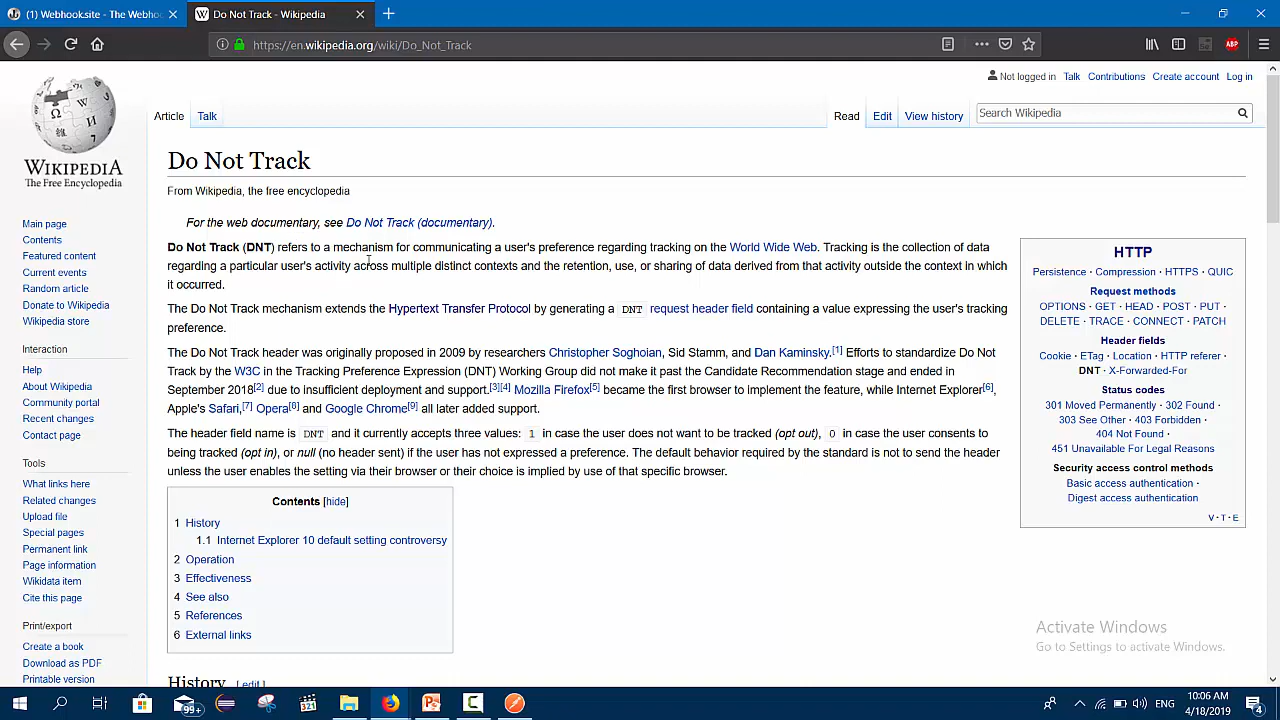 (1) Webhook.site - The Webho
Do Not Track - Wikipedia
https://en.wikipedia.org/wiki/Do_Not_Track
ABP
Not logged in Talk Contributions Create account Log in
Article Talk Read Edit View history Search Wikipedia
WIKIPEDIA
The Free Encyclopedia
Main page
Contents
Featured content
Current events
Random article
Donate to Wikipedia
Wikipedia store
Interaction
Help
About Wikipedia
Community portal
Recent changes
Contact page
Tools
What links here
Related changes
Upload file
Special pages
Permanent link
Page information
Wikidata item
Cite this page
Print/export
Create a book
Download as PDF
Printable version
Do Not Track
From Wikipedia, the free encyclopedia
For the web documentary, see Do Not Track (documentary).
Do Not Track (DNT) refers to a mechanism for communicating a user's preference regarding tracking on the World Wide Web. Tracking is the collection of data
regarding a particular user's activity across multiple distinct contexts and the retention, use, or sharing of data derived from that activity outside the context in which
it occurred.
The Do Not Track mechanism extends the Hypertext Transfer Protocol by generating a DNT request header field containing a value expressing the user's tracking
preference.
The Do Not Track header was originally proposed in 2009 by researchers Christopher Soghoian, Sid Stamm, and Dan Kaminsky.[1] Efforts to standardize Do Not
Track by the W3C in the Tracking Preference Expression (DNT) Working Group did not make it past the Candidate Recommendation stage and ended in
September 2018[2] due to insufficient deployment and support.[3][4] Mozilla Firefox[5] became the first browser to implement the feature, while Internet Explorer[6],
Apple's Safari,[7] Opera[8] and Google Chrome[9] all later added support.
The header field name is DNT and it currently accepts three values: 1 in case the user does not want to be tracked (opt out), 0 in case the user consents to
being tracked (opt in), or null (no header sent) if the user has not expressed a preference. The default behavior required by the standard is not to send the header
unless the user enables the setting via their browser or their choice is implied by use of that specific browser.
Contents [hide]
1 History
1.1 Internet Explorer 10 default setting controversy
2 Operation
3 Effectiveness
4 See also
5 References
6 External links
History [edit]
HTTP
Persistence · Compression · HTTPS · QUIC
Request methods
OPTIONS · GET · HEAD · POST · PUT ·
DELETE · TRACE · CONNECT · PATCH
Header fields
Cookie · ETag · Location · HTTP referer ·
DNT · X-Forwarded-For
Status codes
301 Moved Permanently · 302 Found ·
303 See Other · 403 Forbidden ·
404 Not Found ·
451 Unavailable For Legal Reasons
Security access control methods
Basic access authentication ·
Digest access authentication
V · T · E
Activate Windows
Go to Settings to activate Windows.
99+
321
ENG
10:06 AM
4/18/2019
4